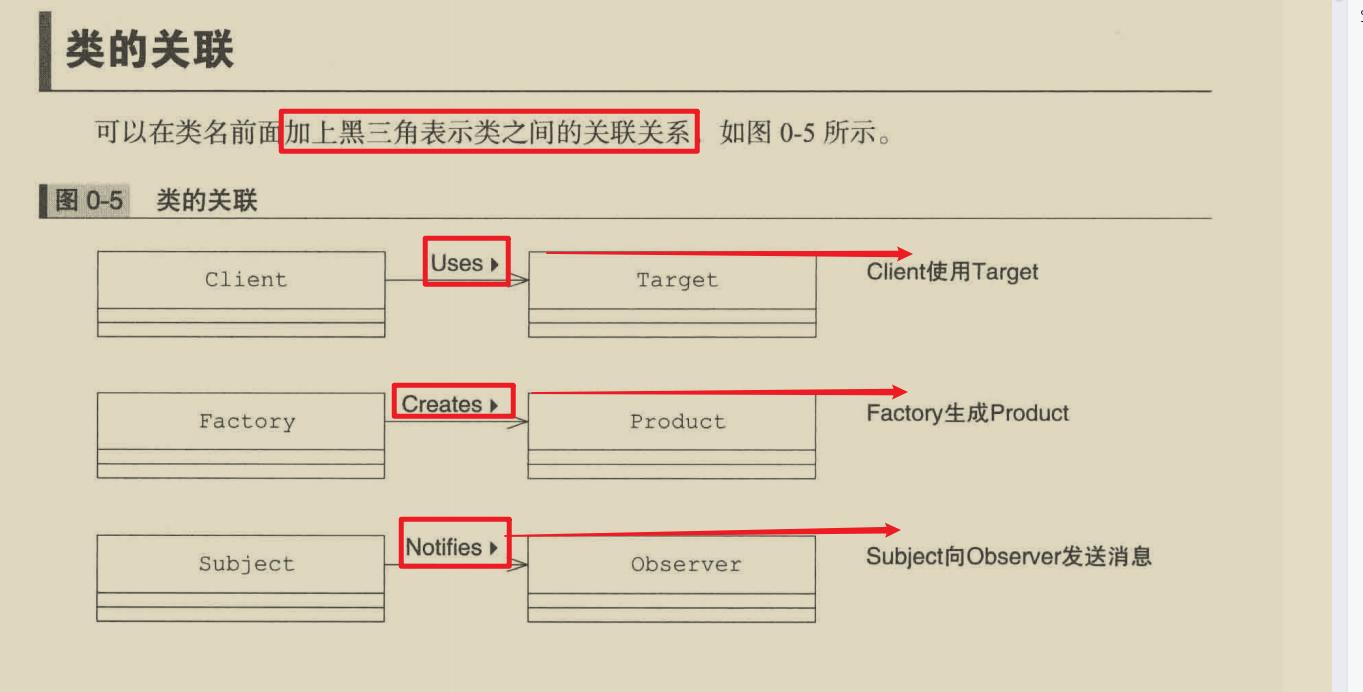 类的关联
可以在类名前面加上黑三角表示类之间的关联关系 如图 0-5 所示。
图 0-5 类的关联
Client Uses Target Client使用Target
Factory Creates Product Factory生成Product
Subject Notifies Observer Subject向Observer发送消息